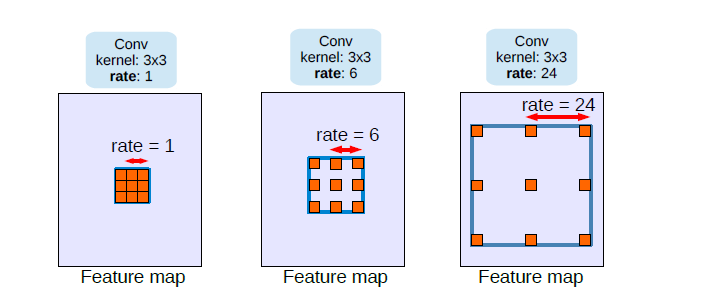 Conv
kernel: 3x3
rate: 1
Conv
kernel: 3x3
rate: 6
Conv
kernel: 3x3
rate: 24
rate = 1
rate = 6
rate = 24
Feature map
Feature map
Feature map